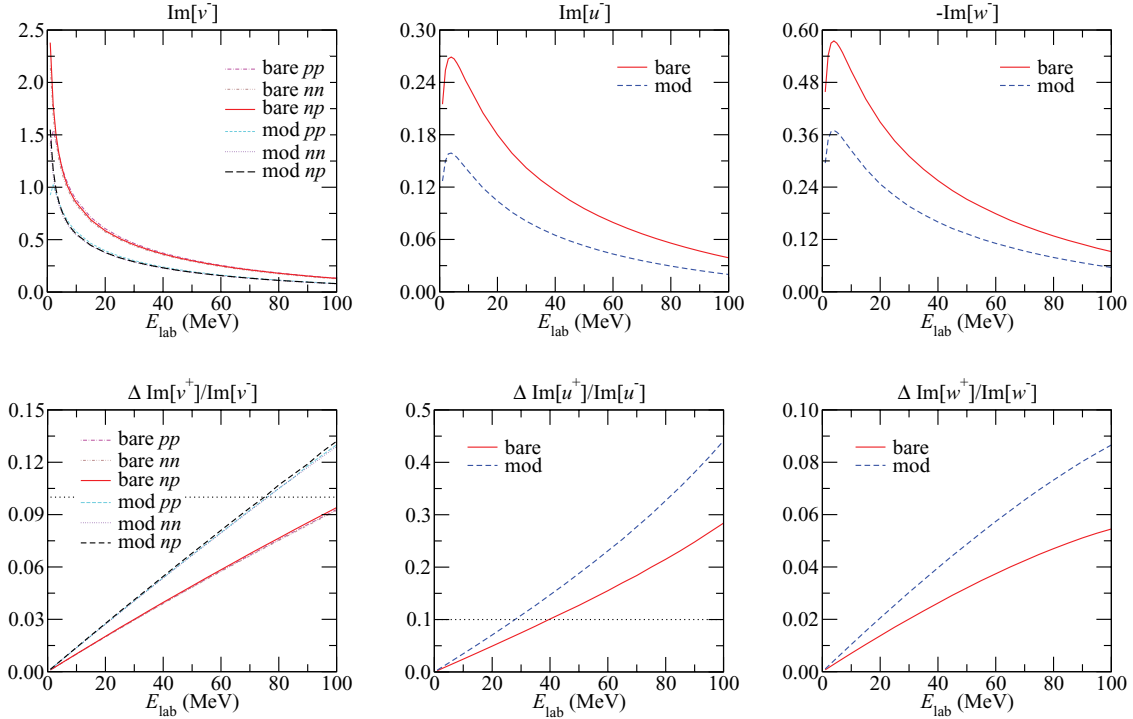 Im[v⁻]
2.5
2.0
1.5
1.0
0.5
0.0
bare pp
bare nn
bare np
mod pp
mod nn
mod np
0 20 40 60 80 100
E_lab (MeV)
Im[u⁻]
0.30
0.24
0.18
0.12
0.06
0.00
bare
mod
0 20 40 60 80 100
E_lab (MeV)
-Im[w⁻]
0.60
0.48
0.36
0.24
0.12
0.00
bare
mod
0 20 40 60 80 100
E_lab (MeV)
Δ Im[v⁺]/Im[v⁻]
0.15
0.12
0.09
0.06
0.03
0.00
bare pp
bare nn
bare np
mod pp
mod nn
mod np
0 20 40 60 80 100
E_lab (MeV)
Δ Im[u⁺]/Im[u⁻]
0.5
0.4
0.3
0.2
0.1
0.0
bare
mod
0 20 40 60 80 100
E_lab (MeV)
Δ Im[w⁺]/Im[w⁻]
0.10
0.08
0.06
0.04
0.02
0.00
bare
mod
0 20 40 60 80 100
E_lab (MeV)